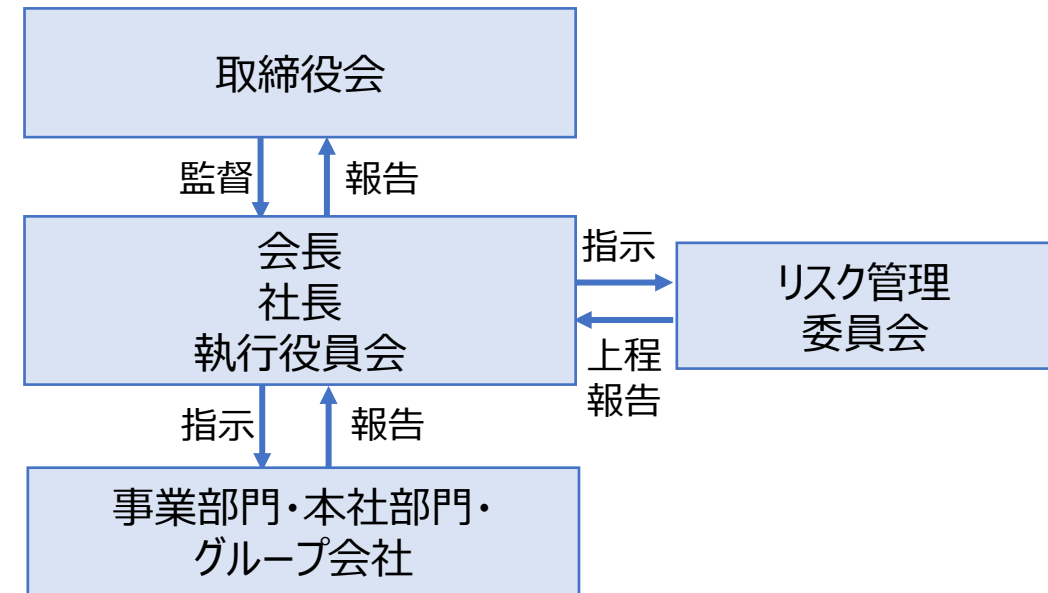 取締役会
監督
報告
会長
社長
執行役員会
指示
上程
報告
リスク管理
委員会
指示
報告
事業部門・本社部門・
グループ会社